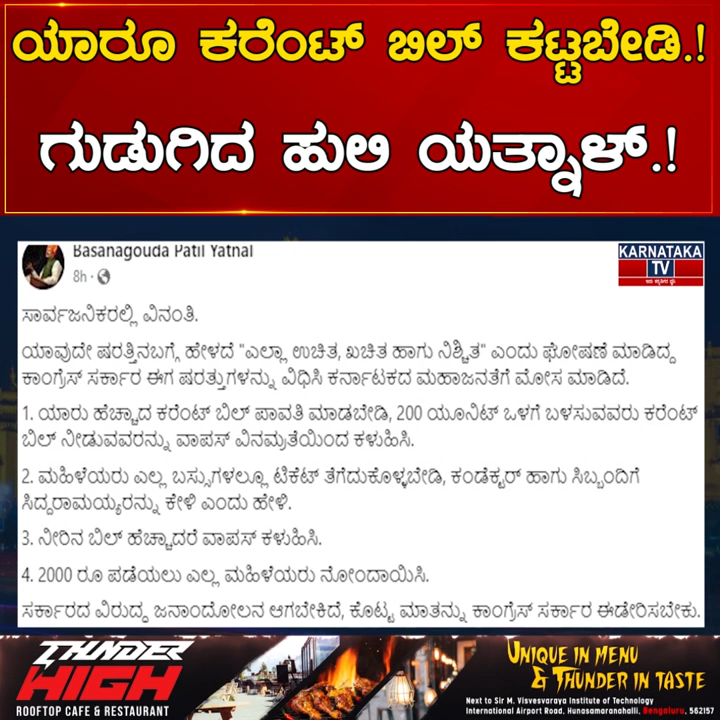 ಯಾರೂ ಕರೆಂಟ್ ಬಿಲ್ ಕಟ್ಟಬೇಡಿ.!
ಗುಡುಗಿದ ಹುಲಿ ಯತ್ನಾಳ್.!
Basanagouda Patil Yatnal
8h ·
KARNATAKA
TV
ಸಾರ್ವಜನಿಕರಲ್ಲಿ ವಿನಂತಿ.
ಯಾವುದೇ ಷರತ್ತಿನಬಗ್ಗೆ ಹೇಳದೆ "ಎಲ್ಲಾ ಉಚಿತ, ಖಚಿತ ಹಾಗು ನಿಶ್ಚಿತ" ಎಂದು ಘೋಷಣೆ ಮಾಡಿದ್ದ
ಕಾಂಗ್ರೆಸ್ ಸರ್ಕಾರ ಈಗ ಷರತ್ತುಗಳನ್ನು ವಿಧಿಸಿ ಕರ್ನಾಟಕದ ಮಹಾಜನತೆಗೆ ಮೋಸ ಮಾಡಿದೆ.
1. ಯಾರು ಹೆಚ್ಚಾದ ಕರೆಂಟ್ ಬಿಲ್ ಪಾವತಿ ಮಾಡಬೇಡಿ, 200 ಯೂನಿಟ್ ಒಳಗೆ ಬಳಸುವವರು ಕರೆಂಟ್
ಬಿಲ್ ನೀಡುವವರನ್ನು ವಾಪಸ್ ವಿನಮ್ರತೆಯಿಂದ ಕಳುಹಿಸಿ.
2. ಮಹಿಳೆಯರು ಎಲ್ಲ ಬಸ್ಸುಗಳಲ್ಲೂ ಟಿಕೆಟ್ ತೆಗೆದುಕೊಳ್ಳಬೇಡಿ, ಕಂಡೆಕ್ಟರ್ ಹಾಗು ಸಿಬ್ಬಂದಿಗೆ
ಸಿದ್ದರಾಮಯ್ಯರನ್ನು ಕೇಳಿ ಎಂದು ಹೇಳಿ.
3. ನೀರಿನ ಬಿಲ್ ಹೆಚ್ಚಾದರೆ ವಾಪಸ್ ಕಳುಹಿಸಿ.
4. 2000 ರೂ ಪಡೆಯಲು ಎಲ್ಲ ಮಹಿಳೆಯರು ನೋಂದಾಯಿಸಿ.
ಸರ್ಕಾರದ ವಿರುದ್ಧ ಜನಾಂದೋಲನ ಆಗಬೇಕಿದೆ, ಕೊಟ್ಟ ಮಾತನ್ನು ಕಾಂಗ್ರೆಸ್ ಸರ್ಕಾರ ಈಡೇರಿಸಬೇಕು.
THUNDER
HIGH
ROOFTOP CAFE & RESTAURANT
UNIQUE IN MENU
& THUNDER IN TASTE
Next to Sir M. Visvesvaraya Institute of Technology
International Airport Road, Hunasamaranahalli, Bengaluru, 562157